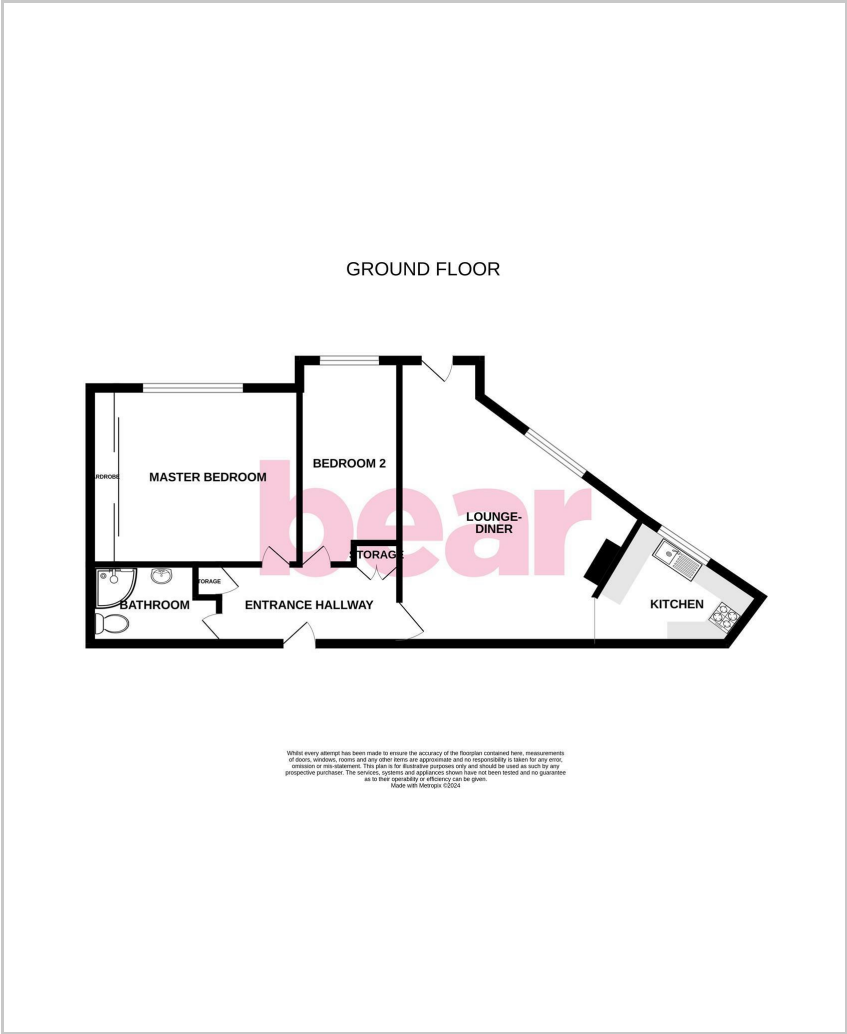 GROUND FLOOR
BEDROOM 2
MASTER BEDROOM
ARDROBE
bear
LOUNGE-
DINER
STORAGE
TORAGE
BATHROOM
ENTRANCE HALLWAY
KITCHEN
Whilst every attempt has been made to ensure the accuracy of the floorplan contained here, measurements
of doors, windows, rooms and any other items are approximate and no responsibility is taken for any error,
omission or mis-statement. This plan is for illustrative purposes only and should be used as such by any
prospective purchaser. The services, systems and appliances shown have not been tested and no guarantee
as to their operability or efficiency can be given.
Made with Metropix ©2024